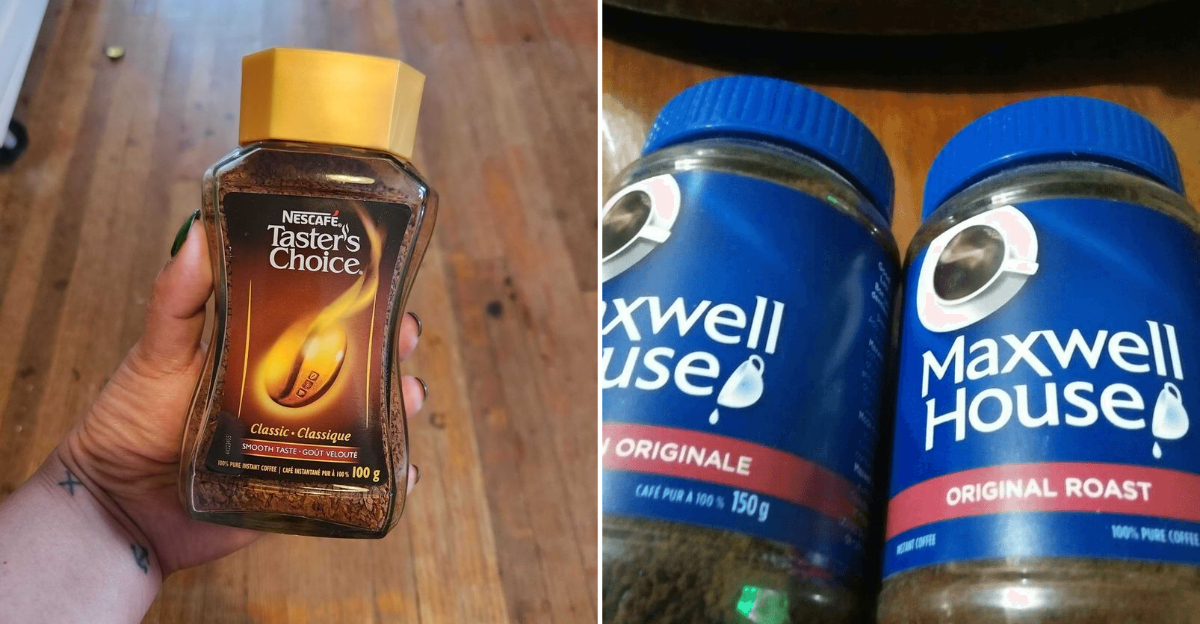 NESCAFÉ®
Taster's
Choice®
Classic • Classique
SMOOTH TASTE • GOÛT VELOUTÉ
100% PURE INSTANT COFFEE | CAFÉ INSTANTANÉ PUR À 100% 100 g
xwell
use
ORIGINALE
CAFÉ PUR À 100 % 150 g
Maxwell
House
ORIGINAL ROAST
INSTANT COFFEE 100% PURE COFFEE